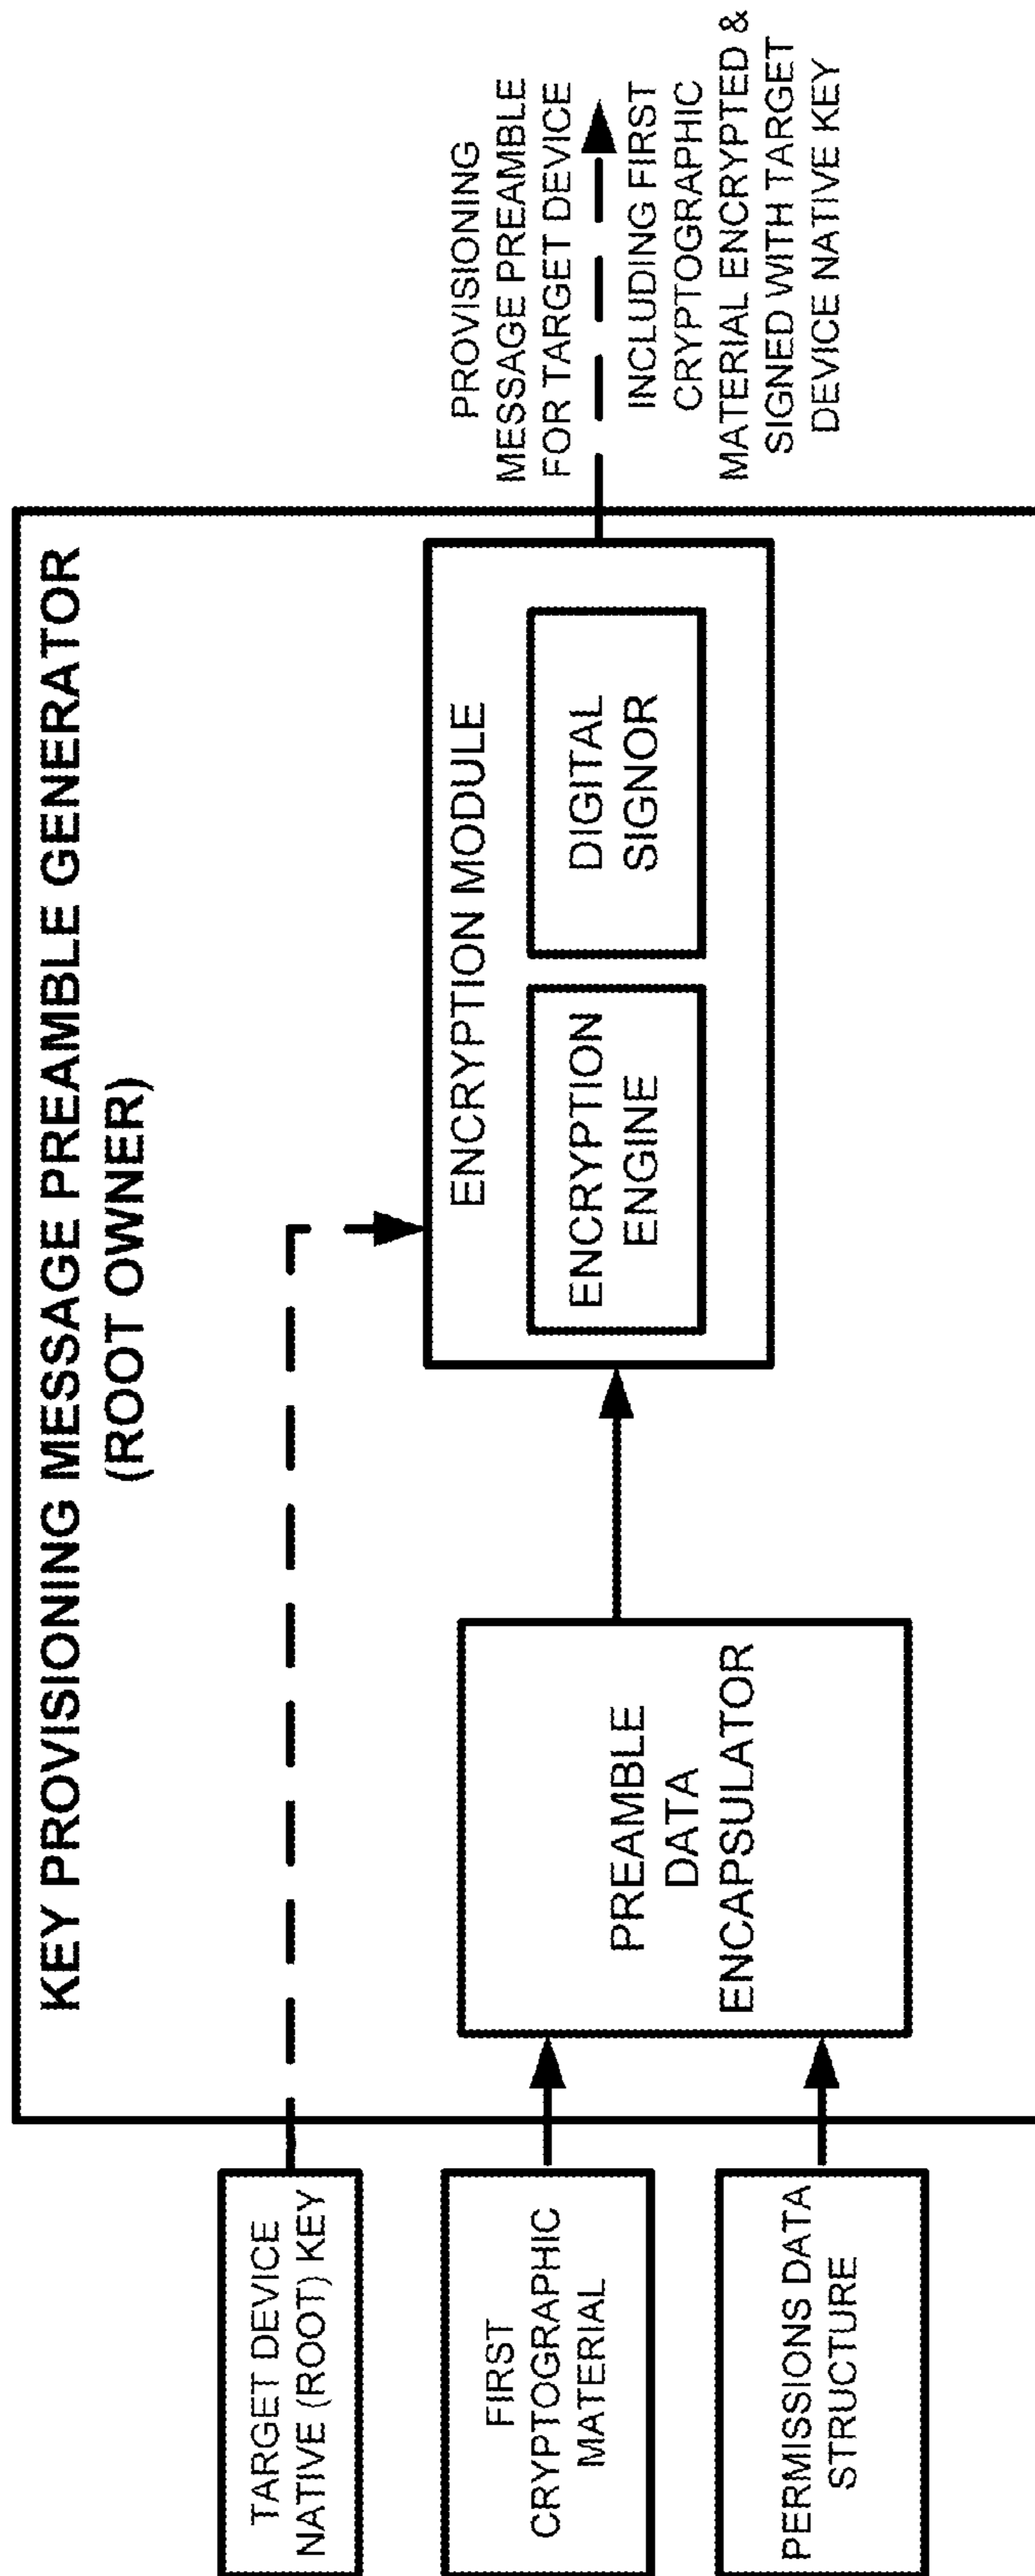 KEY PROVISIONING MESSAGE PREAMBLE GENERATOR
(ROOT OWNER)
TARGET DEVICE
NATIVE (ROOT) KEY
FIRST
CRYPTOGRAPHIC
MATERIAL
PERMISSIONS DATA
STRUCTURE
PREAMBLE
DATA
ENCAPSULATOR
ENCRYPTION MODULE
ENCRYPTION
ENGINE
DIGITAL
SIGNOR
PROVISIONING
MESSAGE PREAMBLE
FOR TARGET DEVICE
INCLUDING FIRST
CRYPTOGRAPHIC
MATERIAL ENCRYPTED &
SIGNED WITH TARGET
DEVICE NATIVE KEY